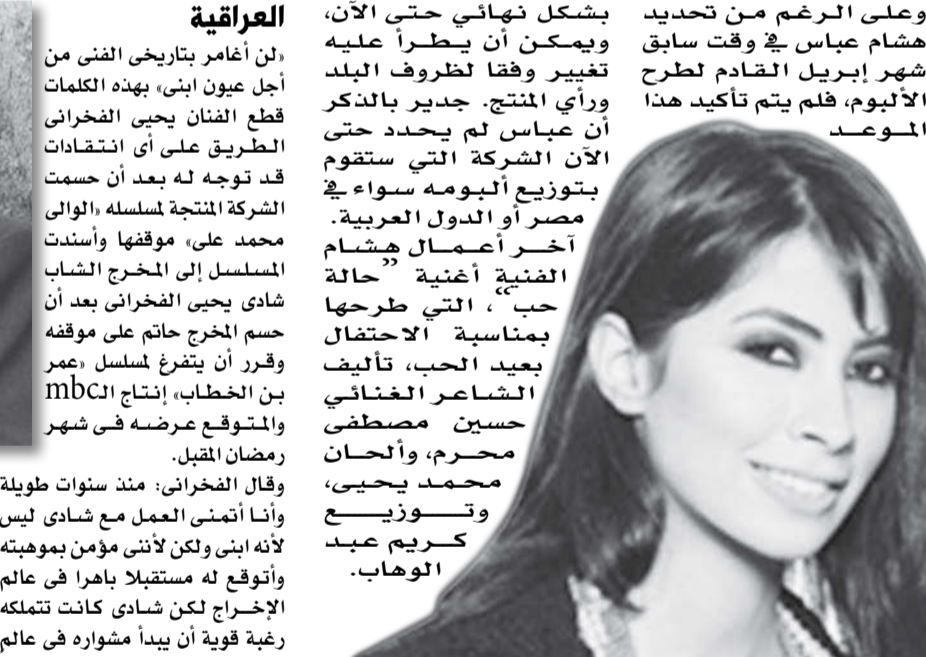 وعلى الرغم من تحديد
هشام عباس في وقت سابق
شهر إبريل القادم لطرح
الألبوم، فلم يتم تأكيد هذا
الموعد
بشكل نهائي حتى الآن،
ويمكن أن يطرأ عليه
تغيير وفقا لظروف البلد
ورأي المنتج. جدير بالذكر
أن عباس لم يحدد حتى
الآن الشركة التي ستقوم
بتوزيع ألبومه سواء في
مصر أو الدول العربية.
آخر أعمال هشام
الفنية أغنية ”حالة
حب“، التي طرحها
بمناسبة الاحتفال
بعيد الحب، تأليف
الشاعر الغنائي
حسين مصطفى
محرم، وألحان
محمد يحيى،
وتوزيع
كريم عبد
الوهاب.
العراقية
«لن أغامر بتاريخى الفنى من
أجل عيون ابنى» بهذه الكلمات
قطع الفنان يحيى الفخرانى
الطريق على أى انتقادات
قد توجه له بعد أن حسمت
الشركة المنتجة لمسلسله «الوالى
محمد على» موقفها وأسندت
المسلسل إلى المخرج الشاب
شادى يحيى الفخرانى بعد أن
حسم المخرج حاتم على موقفه
وقرر أن يتفرغ لمسلسل «عمر
بن الخطاب» إنتاج الـmbc
والمتوقع عرضه فى شهر
رمضان المقبل.
وقال الفخرانى: منذ سنوات طويلة
وأنا أتمنى العمل مع شادى ليس
لأنه ابنى ولكن لأننى مؤمن بموهبته
وأتوقع له مستقبلا باهرا فى عالم
الإخراج لكن شادى كانت تتملكه
رغبة قوية أن يبدأ مشواره فى عالم